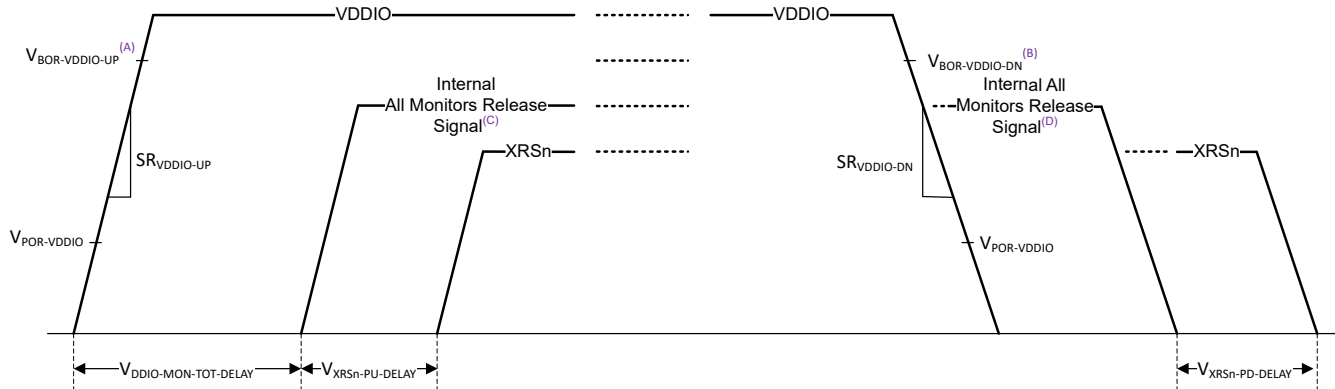 VDDIO
VDDIO
VBOR-VDDIO-UP(A)
VBOR-VDDIO-DN(B)
Internal
All Monitors Release
Signal(C)
Internal All
Monitors Release
Signal(D)
XRSn
XRSn
SRVDDIO-UP
SRVDDIO-DN
VPOR-VDDIO
VPOR-VDDIO
VDDIO-MON-TOT-DELAY
VXRSn-PU-DELAY
VXRSn-PD-DELAY